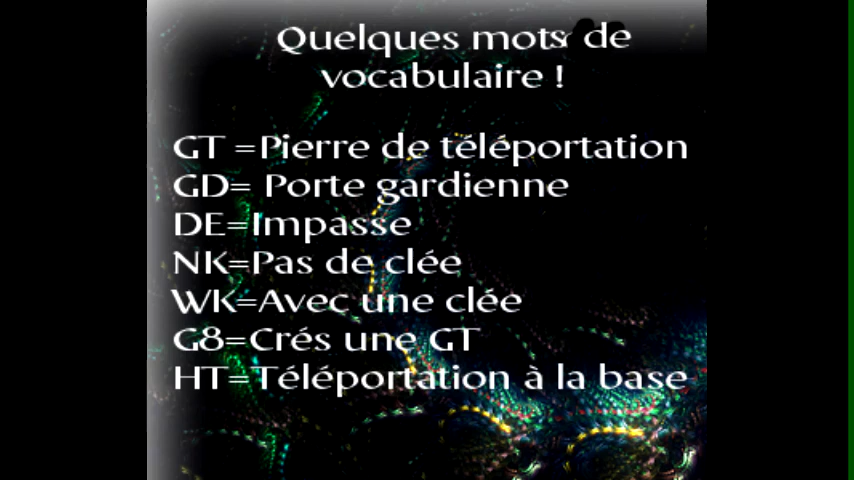 Quelques mots de
vocabulaire !
GT =Pierre de téléportation
GD= Porte gardienne
DE=Impasse
NK=Pas de clée
WK=Avec une clée
G8=Crés une GT
HT=Téléportation à la base